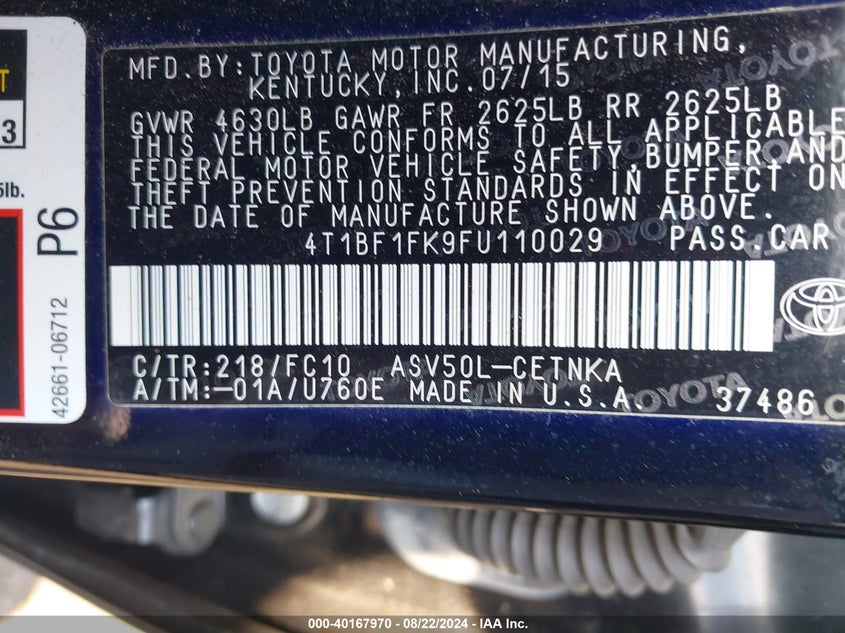 MFD.BY:TOYOTA MOTOR MANUFACTURING,
KENTUCKY,INC.07/15
GVWR 4630LB GAWR FR 2625LB RR 2625LB
THIS VEHICLE CONFORMS TO ALL APPLICABLE
FEDERAL MOTOR VEHICLE SAFETY,BUMPER,AND
THEFT PREVENTION STANDARDS IN EFFECT ON
THE DATE OF MANUFACTURE SHOWN ABOVE.
4T1BF1FK9FU110029 PASS.CAR
C/TR:218/FC10 ASV50L-CETNKA
A/TM:-01A/U760E MADE IN U.S.A. 37486
TOYOTA
3
5lb.
P6
42661-06712
000-40167970 - 08/22/2024 - IAA Inc.